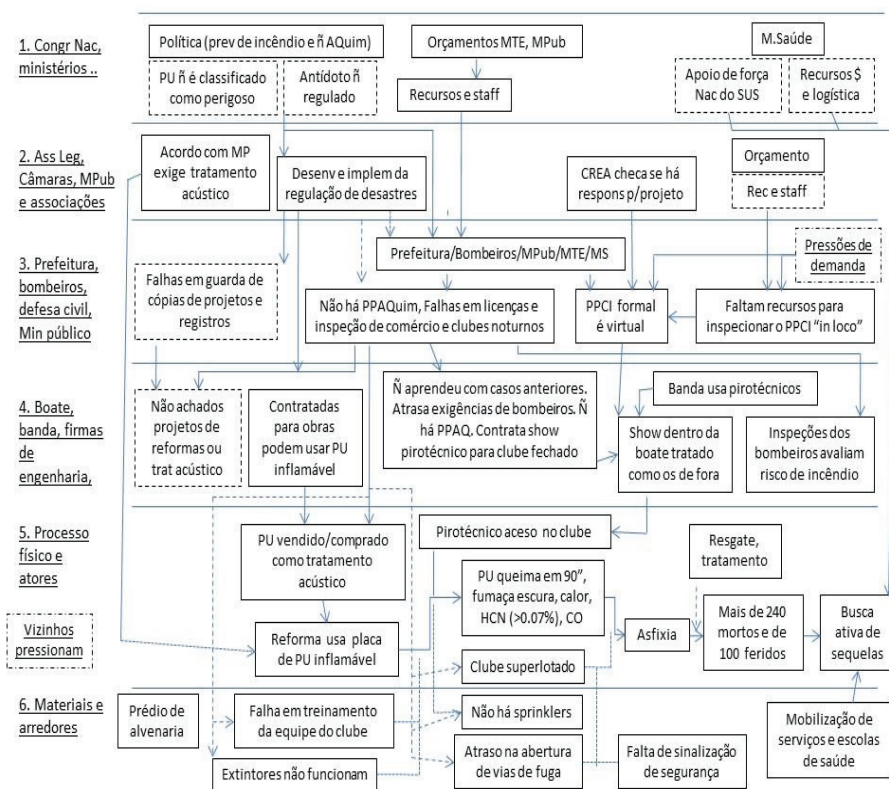 1. Congr Nac,
ministérios ..
Política (prev de incêndio e ñ AQuim)
Orçamentos MTE, MPub
M.Saúde
PU ñ é classificado
como perigoso
Antídoto ñ
regulado
Recursos e staff
Apoio de força
Nac do SUS
Recursos $
e logística
2. Ass Leg,
Câmaras, MPub
e associações
Acordo com MP
exige tratamento
acústico
Desenv e implem da
regulação de desastres
CREA checa se há
respons p/projeto
Orçamento
Rec e staff
3. Prefeitura,
bombeiros,
defesa civil,
Min público
Prefeitura/Bombeiros/MPub/MTE/MS
Pressões de
demanda
Falhas em guarda de
cópias de projetos e
registros
Não há PPAQuim, Falhas em licenças e
inspeção de comércio e clubes noturnos
PPCI formal
é virtual
Faltam recursos para
inspecionar o PPCI “in loco”
4. Boate,
banda, firmas
de
engenharia,
Não achados
projetos de
reformas ou
trat acústico
Contratadas
para obras
podem usar PU
inflamável
Ñ aprendeu com casos anteriores.
Atrasa exigências de bombeiros. Ñ
há PPAQ. Contrata show
pirotécnico para clube fechado
Banda usa pirotécnicos
Show dentro da
boate tratado
como os de fora
Inspeções dos
bombeiros avaliam
risco de incêndio
5. Processo
físico e
atores
PU vendido/comprado
como tratamento
acústico
Pirotécnico aceso no clube
Resgate,
tratamento
PU queima em 90”,
fumaça escura, calor,
HCN (>0.07%), CO
Vizinhos
pressionam
Reforma usa placa
de PU inflamável
Asfixia
Mais de 240
mortos e de
100 feridos
Busca
ativa de
sequelas
Clube superlotado
6. Materiais e
arredores
Prédio de
alvenaria
Falha em treinamento
da equipe do clube
Não há sprinklers
Mobilização de
serviços e escolas
de saúde
Extintores não funcionam
Atraso na abertura
de vias de fuga
Falta de sinalização
de segurança